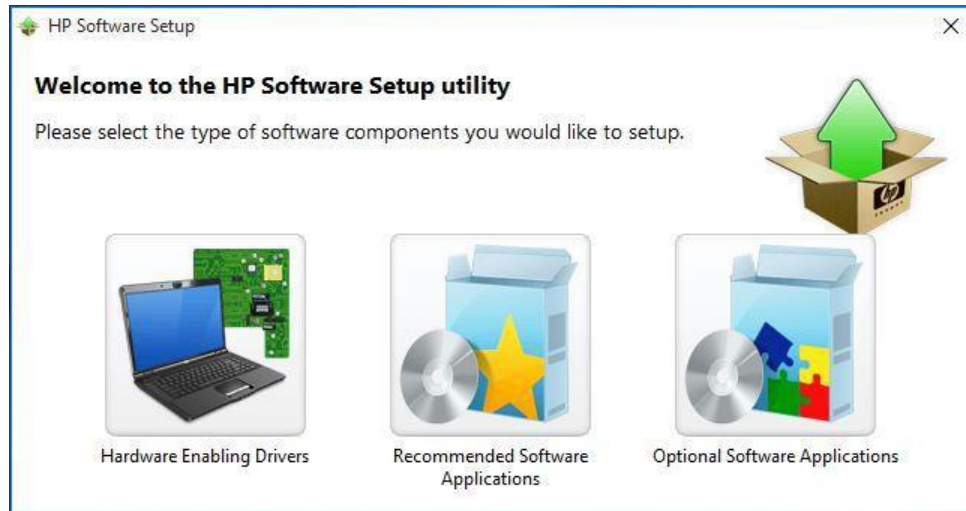 HP Software Setup
Welcome to the HP Software Setup utility
Please select the type of software components you would like to setup.
hp
Hardware Enabling Drivers
Recommended Software
Applications
Optional Software Applications